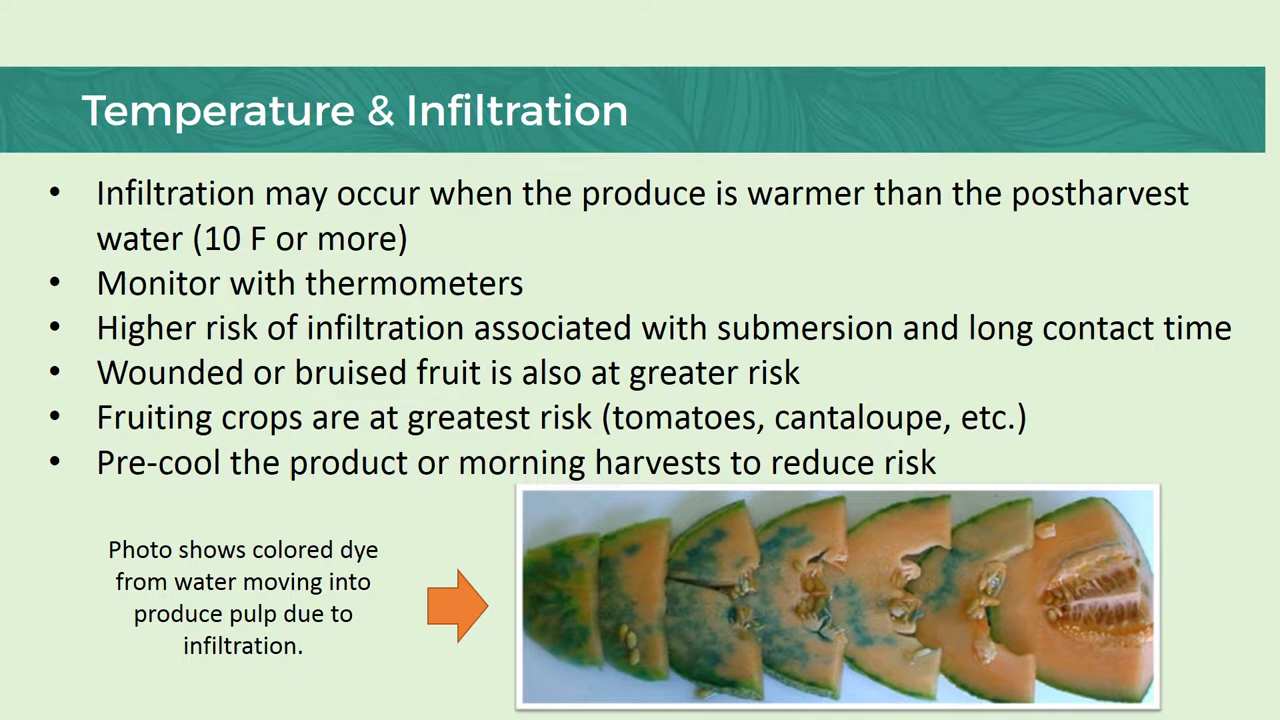 Temperature & Infiltration
• Infiltration may occur when the produce is warmer than the postharvest
water (10 F or more)
• Monitor with thermometers
• Higher risk of infiltration associated with submersion and long contact time
• Wounded or bruised fruit is also at greater risk
• Fruiting crops are at greatest risk (tomatoes, cantaloupe, etc.)
• Pre-cool the product or morning harvests to reduce risk
Photo shows colored dye
from water moving into
produce pulp due to
infiltration.